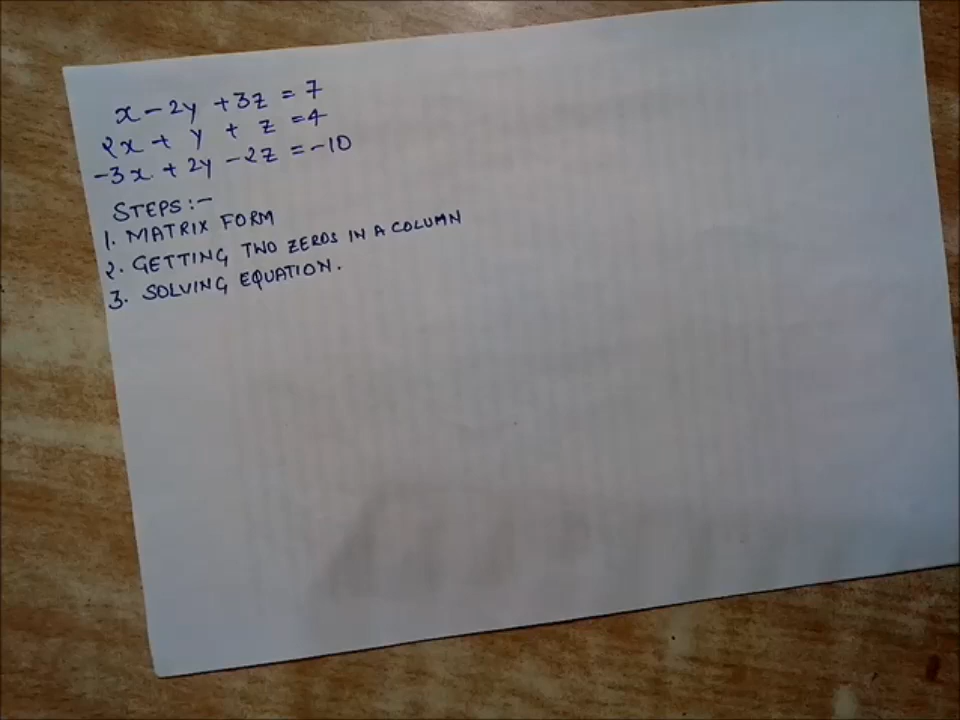 x - 2y + 3z = 7
2x + y + z = 4
-3x + 2y - 2z = -10
STEPS :-
1. MATRIX FORM
2. GETTING TWO ZEROS IN A COLUMN
3. SOLVING EQUATION.